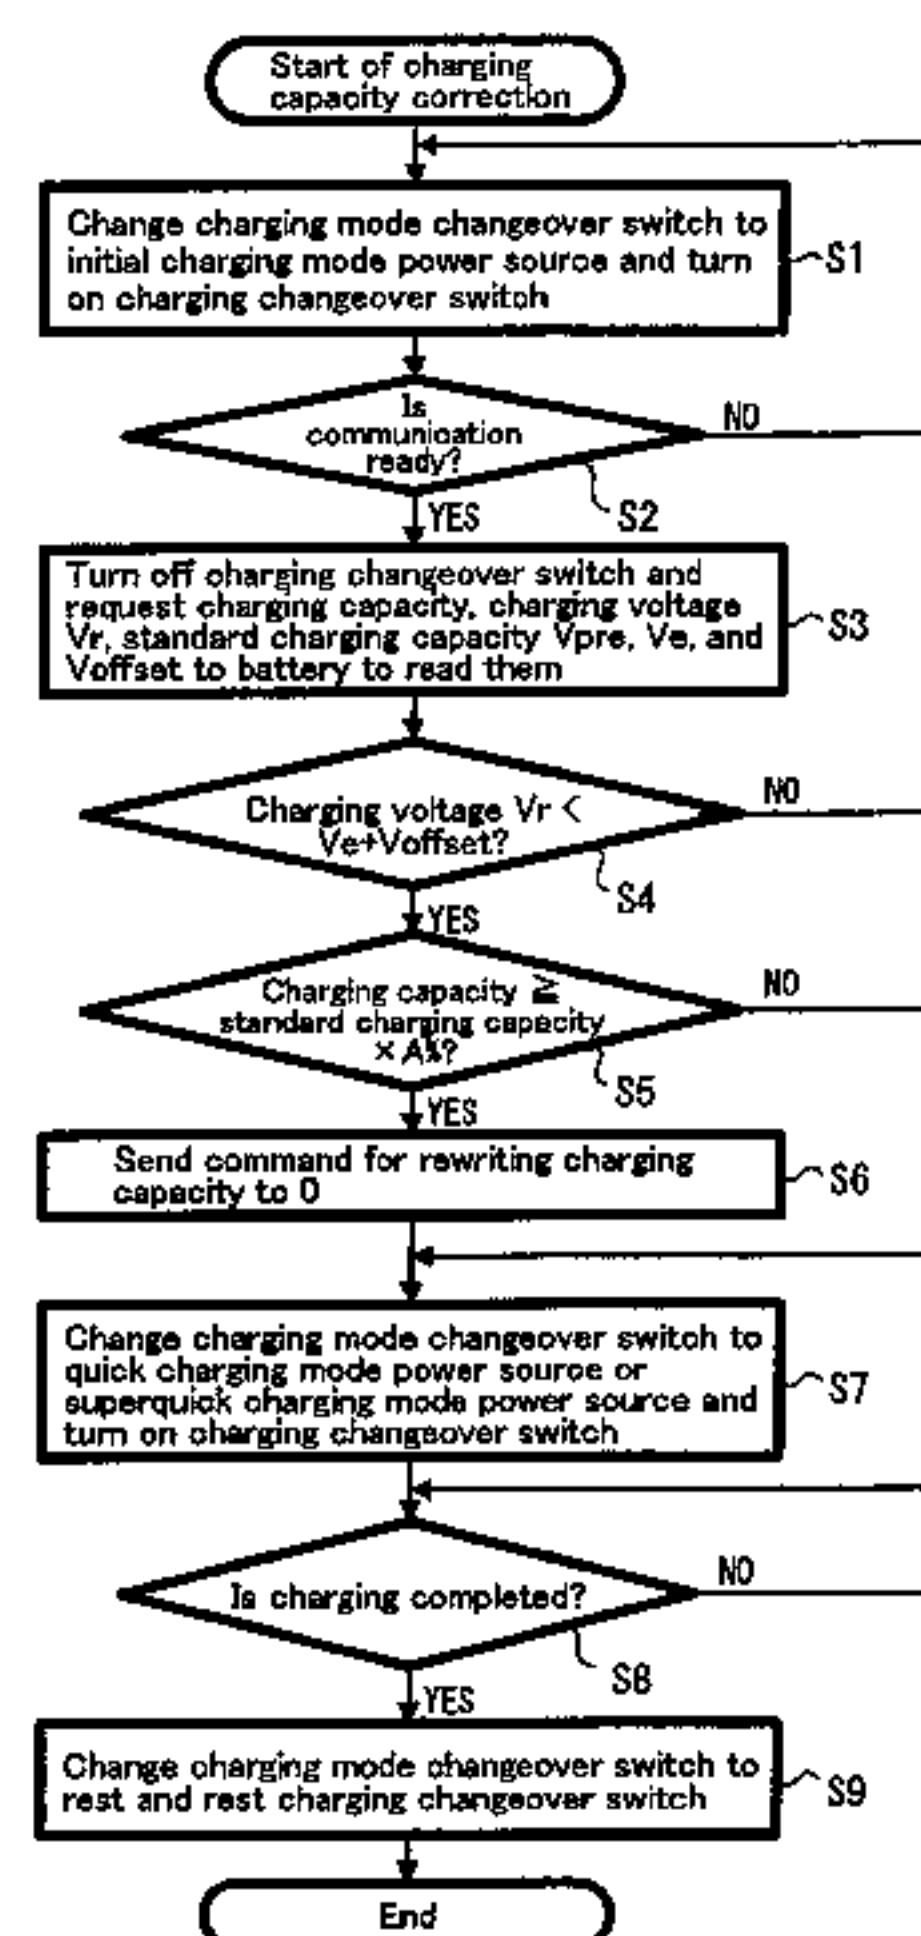 Start of charging
capacity correction
Change charging mode changeover switch to
initial charging mode power source and turn
on charging changeover switch
S1
Is
communication
ready?
NO
S2
YES
Turn off charging changeover switch and
request charging capacity, charging voltage
Vr, standard charging capacity Vpre, Ve, and
Voffset to battery to read them
S3
Charging voltage Vr <
Ve+Voffset?
NO
S4
YES
Charging capacity ≧
standard charging capacity
× A%?
NO
S5
YES
Send command for rewriting charging
capacity to 0
S6
Change charging mode changeover switch to
quick charging mode power source or
superquick charging mode power source and
turn on charging changeover switch
S7
Is charging completed?
NO
S8
YES
Change charging mode changeover switch to
rest and rest charging changeover switch
S9
End